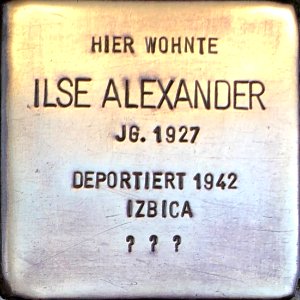 HIER WOHNTE
ILSE ALEXANDER
JG. 1927
DEPORTIERT 1942
IZBICA
? ? ?